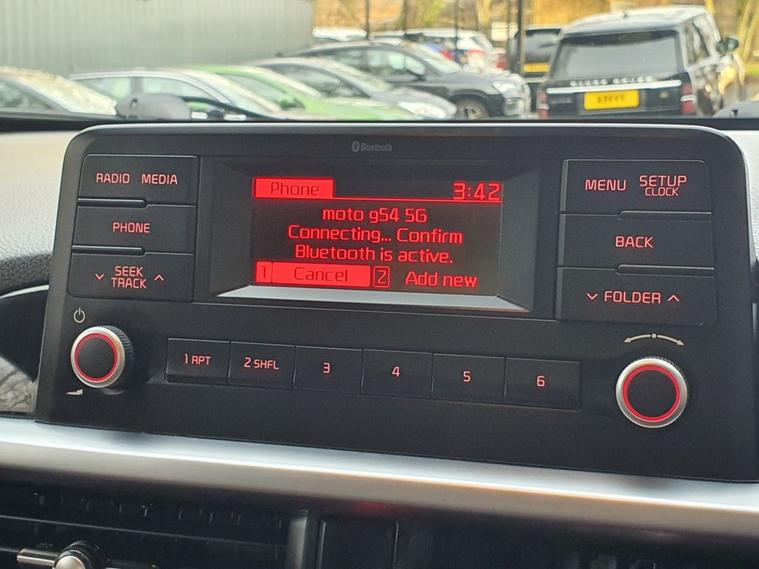 Bluetooth
RADIO MEDIA
PHONE
SEEK
TRACK
Phone 3:42
moto g54 5G
Connecting... Confirm
Bluetooth is active.
1 Cancel 2 Add new
MENU SETUP
CLOCK
BACK
FOLDER
1 RPT
2 SHFL
3
4
5
6